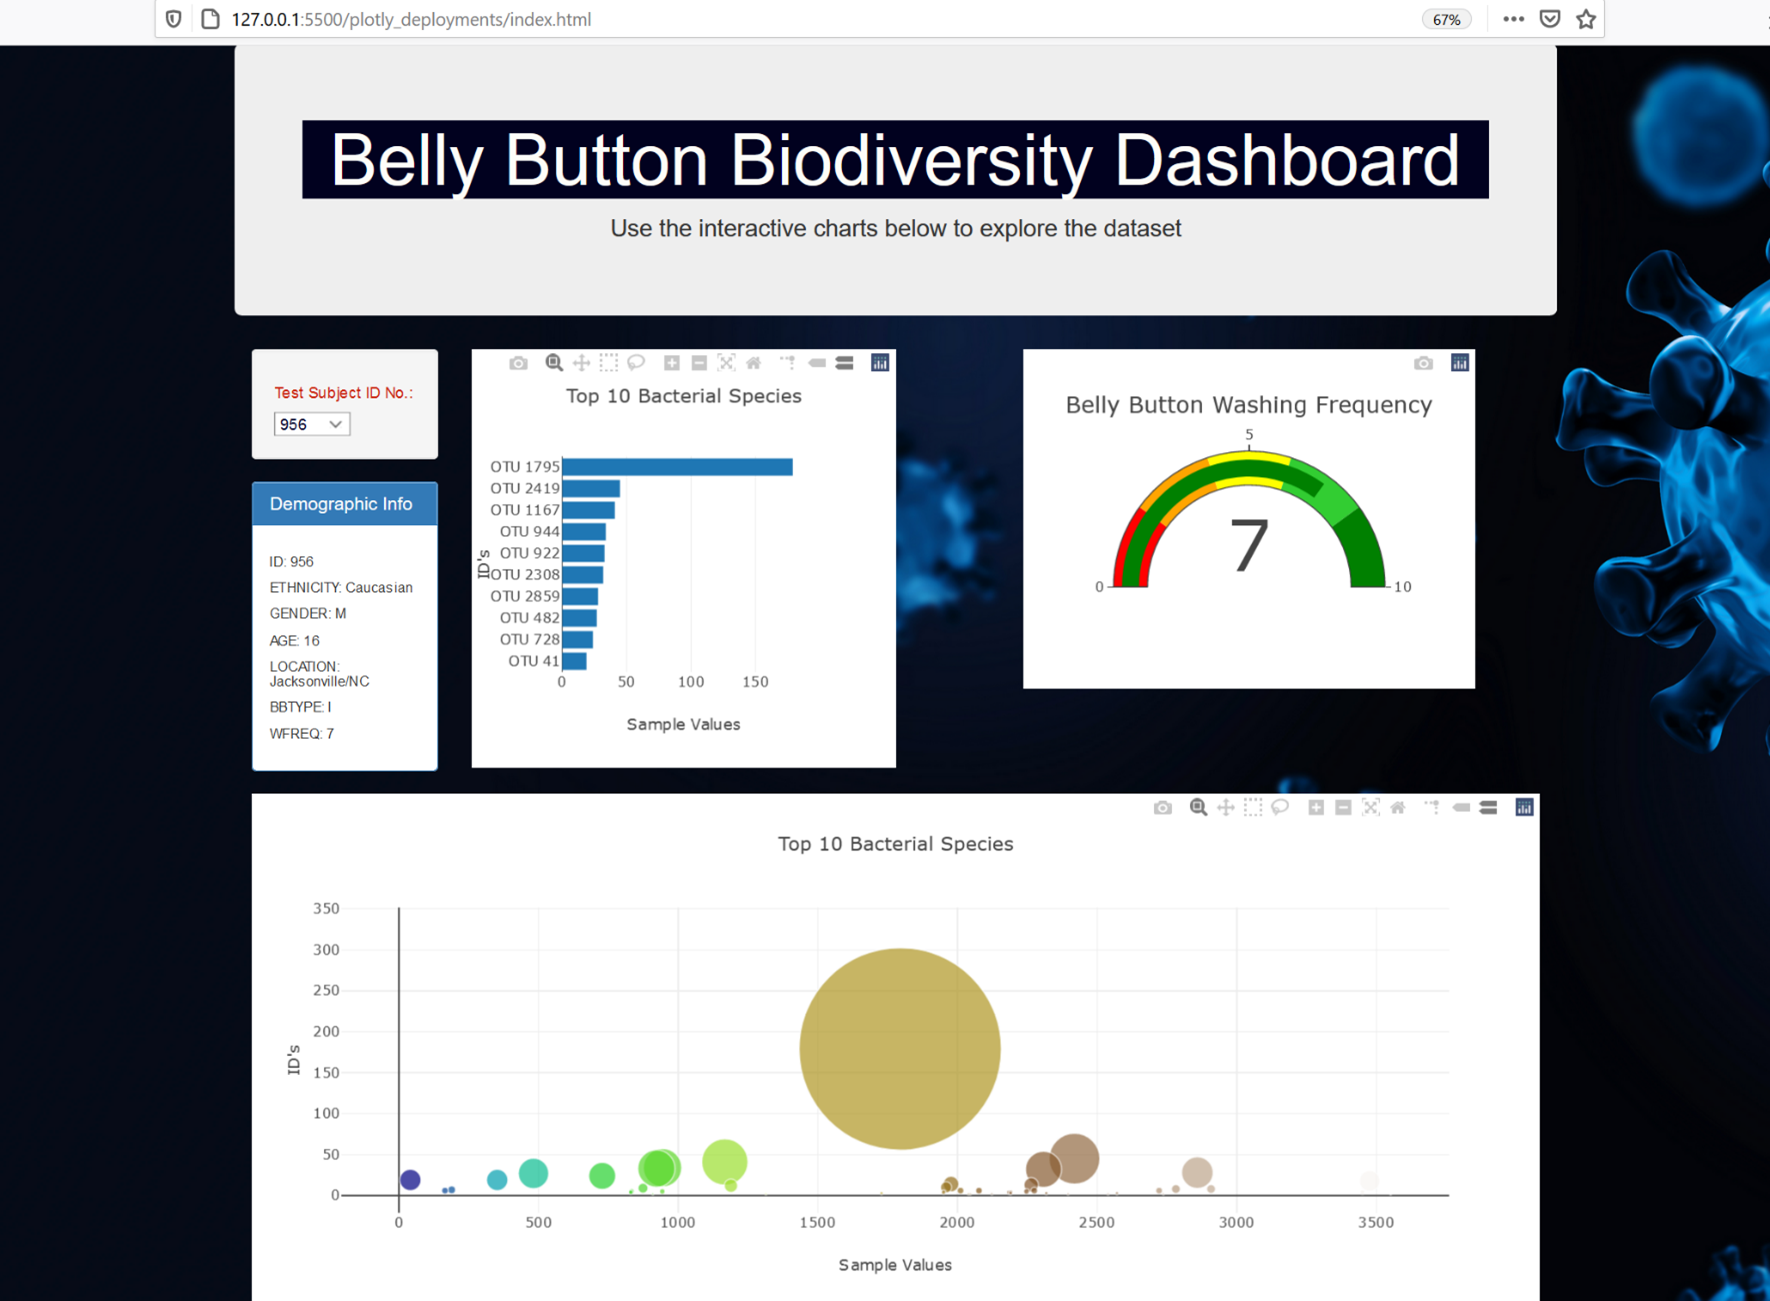 127.0.0.1:5500/plotly_deployments/index.html
67%
Belly Button Biodiversity Dashboard
Use the interactive charts below to explore the dataset
Test Subject ID No.:
956
Demographic Info
ID: 956
ETHNICITY: Caucasian
GENDER: M
AGE: 16
LOCATION:
Jacksonville/NC
BBTYPE: I
WFREQ: 7
Top 10 Bacterial Species
OTU 1795
OTU 2419
OTU 1167
OTU 944
OTU 922
OTU 2308
OTU 2859
OTU 482
OTU 728
OTU 41
ID's
0 50 100 150
Sample Values
Belly Button Washing Frequency
5
7
0 10
Top 10 Bacterial Species
350
300
250
200
150
100
50
0
ID's
0 500 1000 1500 2000 2500 3000 3500
Sample Values